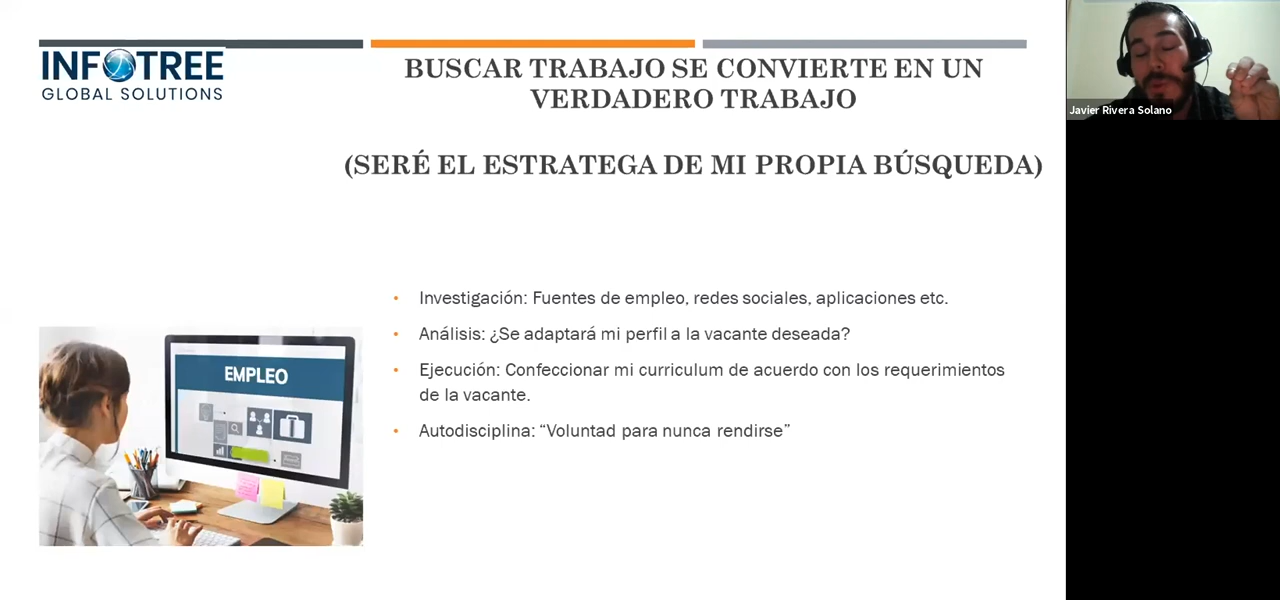 INFOTREE
GLOBAL SOLUTIONS
BUSCAR TRABAJO SE CONVIERTE EN UN
VERDADERO TRABAJO
(SERÉ EL ESTRATEGA DE MI PROPIA BÚSQUEDA)
Javier Rivera Solano
• Investigación: Fuentes de empleo, redes sociales, aplicaciones etc.
• Análisis: ¿Se adaptará mi perfil a la vacante deseada?
• Ejecución: Confeccionar mi curriculum de acuerdo con los requerimientos
de la vacante.
• Autodisciplina: “Voluntad para nunca rendirse”
EMPLEO